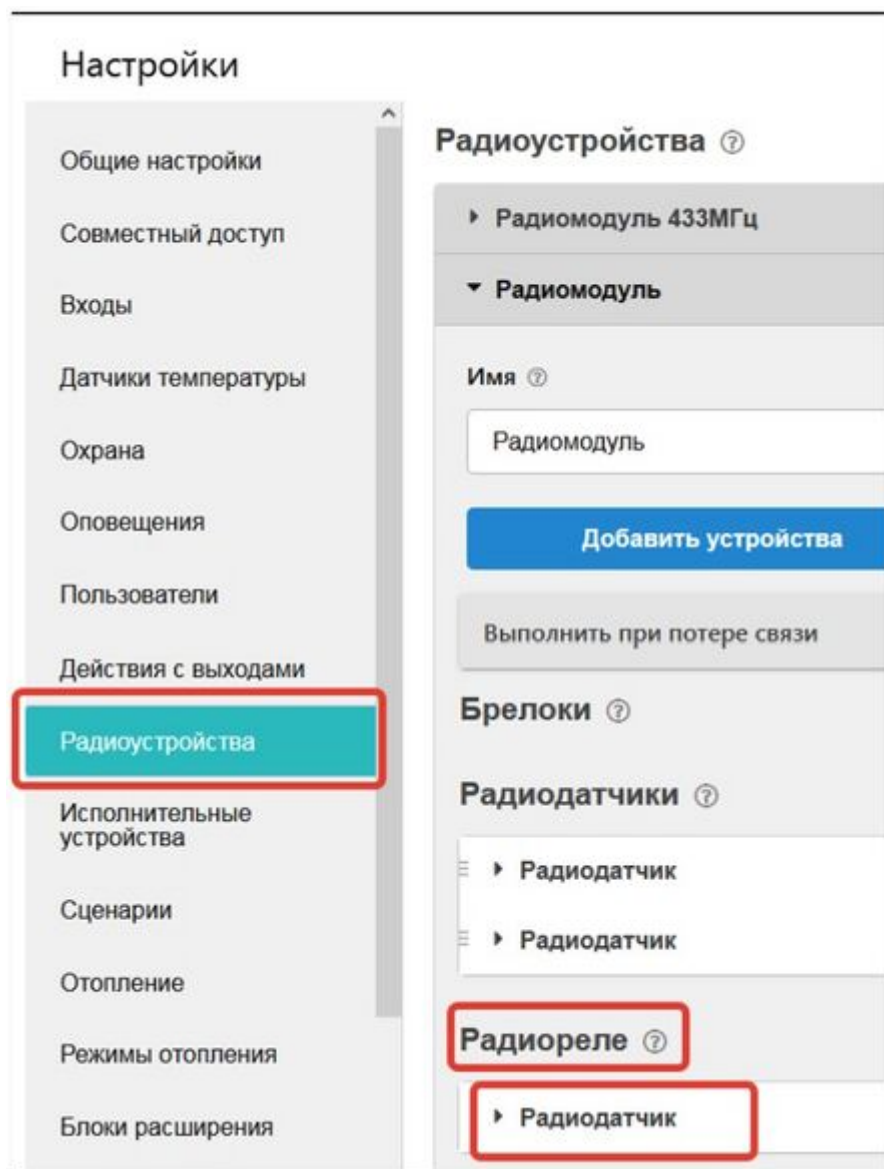 Настройки
Общие настройки
Совместный доступ
Входы
Датчики температуры
Охрана
Оповещения
Пользователи
Действия с выходами
Радиоустройства
Исполнительные
устройства
Сценарии
Отопление
Режимы отопления
Блоки расширения
Радиоустройства ?
Радиомодуль 433МГц
Радиомодуль
Имя ?
Радиомодуль
Добавить устройства
Выполнить при потере связи
Брелоки ?
Радиодатчики ?
Радиодатчик
Радиодатчик
Радиореле ?
Радиодатчик